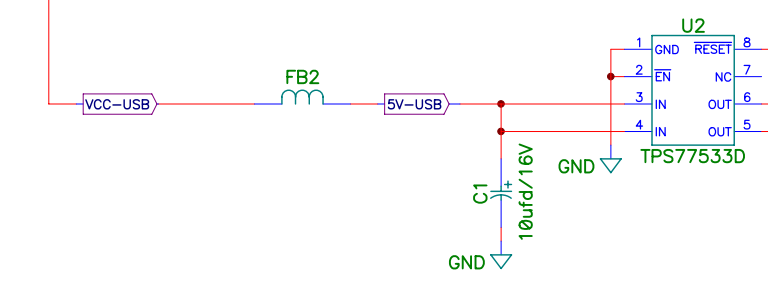 U2
1 GND RESET 8
2 EN NC 7
3 IN OUT 6
4 IN OUT 5
TPS77533D
GND
FB2
VCC-USB
5V-USB
C1
+
10ufd/16V
GND